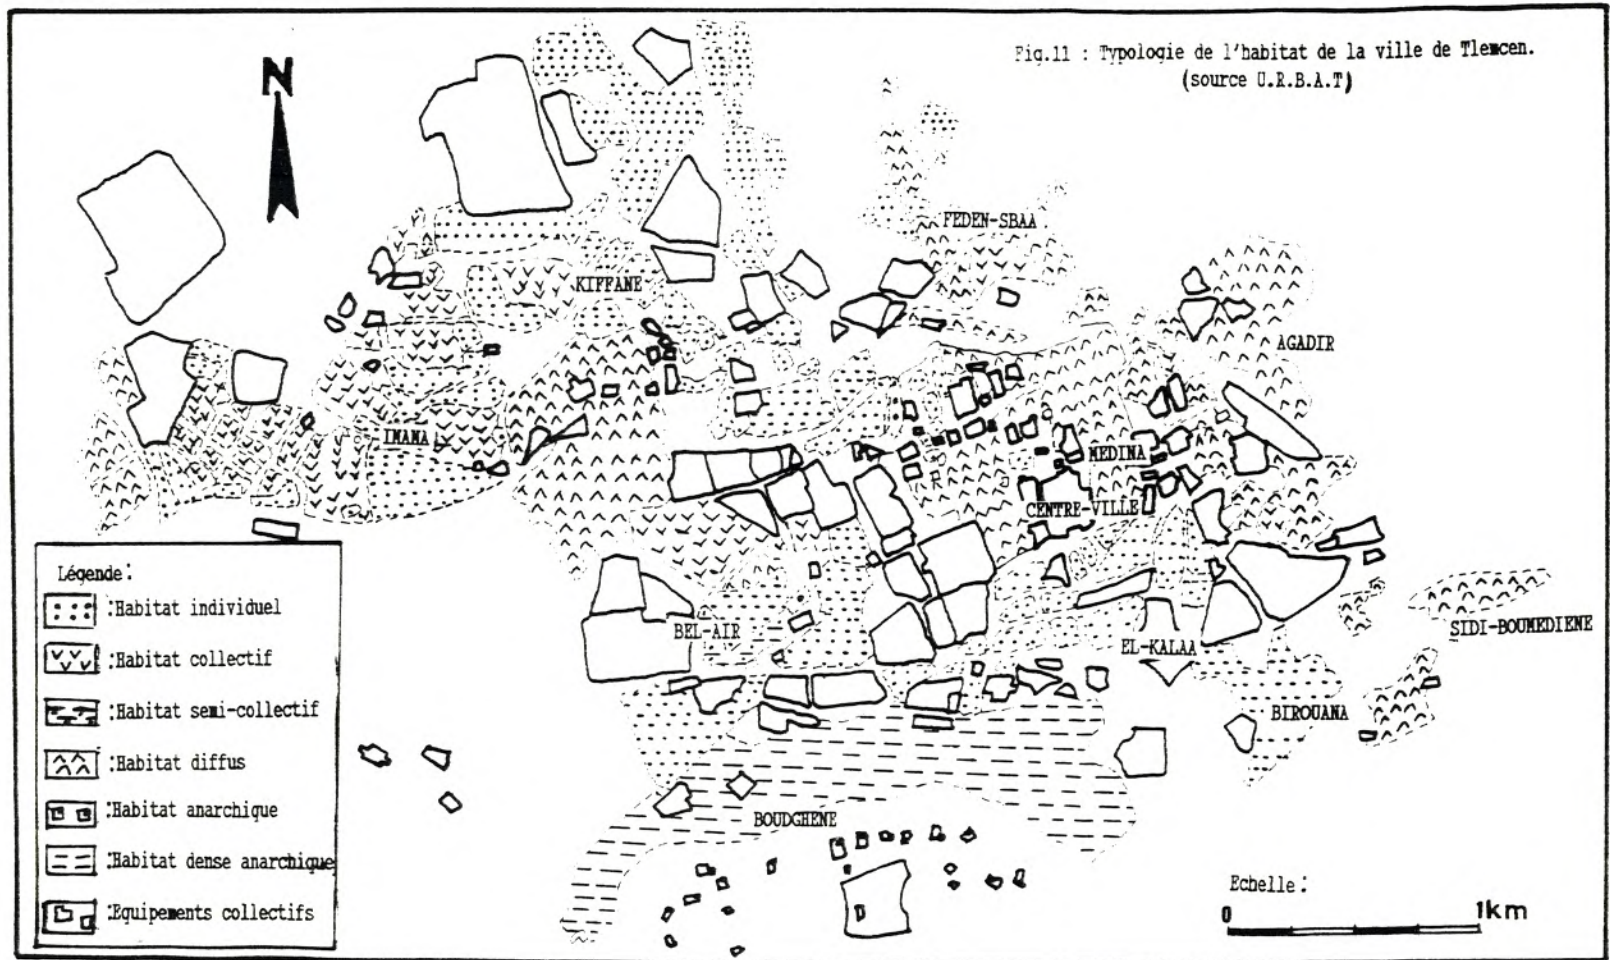 Fig.11 : Typologie de l'habitat de la ville de Tlemcen.
(source U.R.B.A.T)
N
FEDEN-SBAA
KIFFANE
AGADIR
IMAMA
MEDINA
CENTRE-VILLE
BEL-AIR
EL-KALAA
SIDI-BOUMEDIENE
BIROUANA
BOUDGHENE
Légende:
:Habitat individuel
:Habitat collectif
:Habitat semi-collectif
:Habitat diffus
:Habitat anarchique
:Habitat dense anarchique
:Equipements collectifs
Echelle:
0 1km